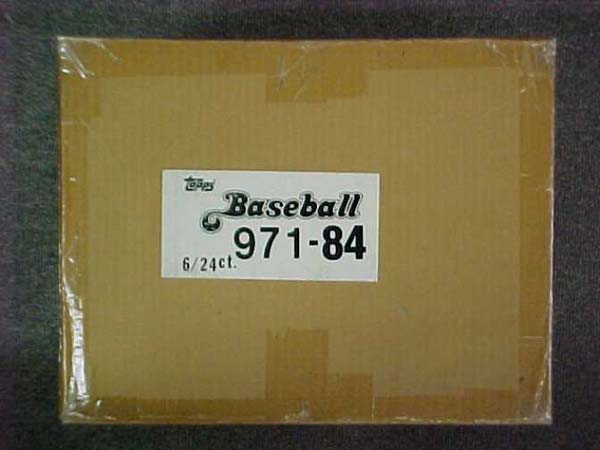 Topps
Baseball
971-84
6/24ct.